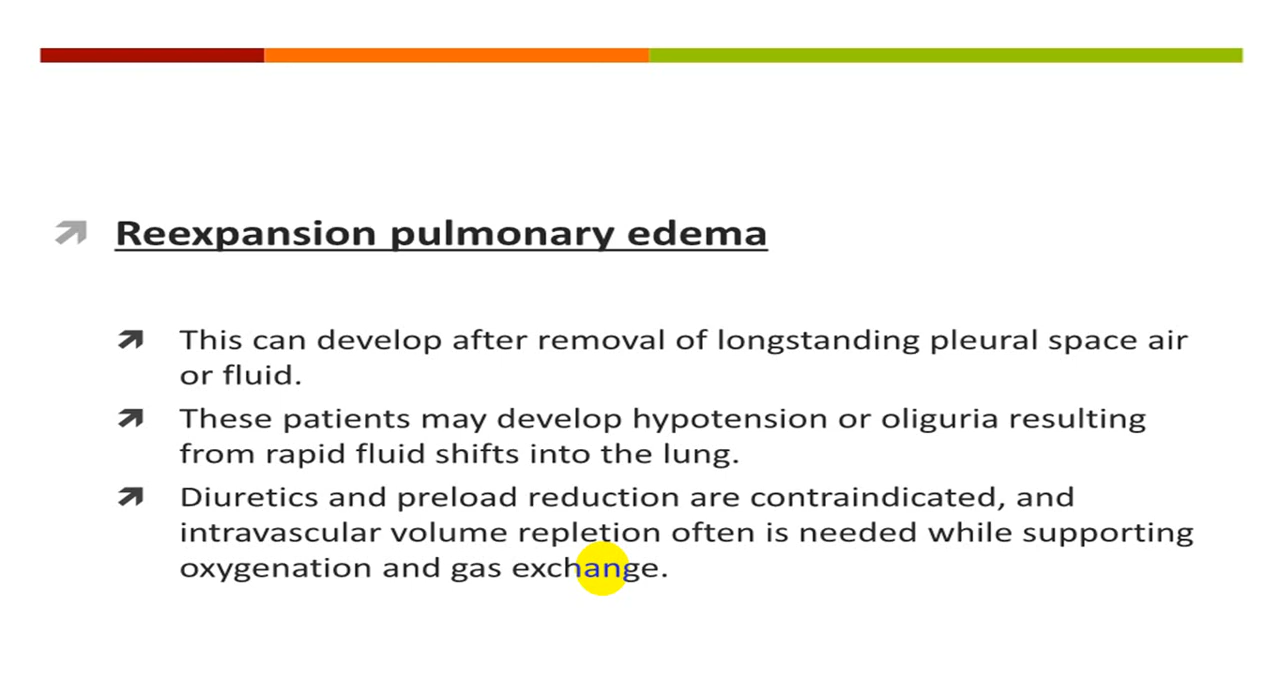 Reexpansion pulmonary edema
This can develop after removal of longstanding pleural space air
or fluid.
These patients may develop hypotension or oliguria resulting
from rapid fluid shifts into the lung.
Diuretics and preload reduction are contraindicated, and
intravascular volume repletion often is needed while supporting
oxygenation and gas exchange.